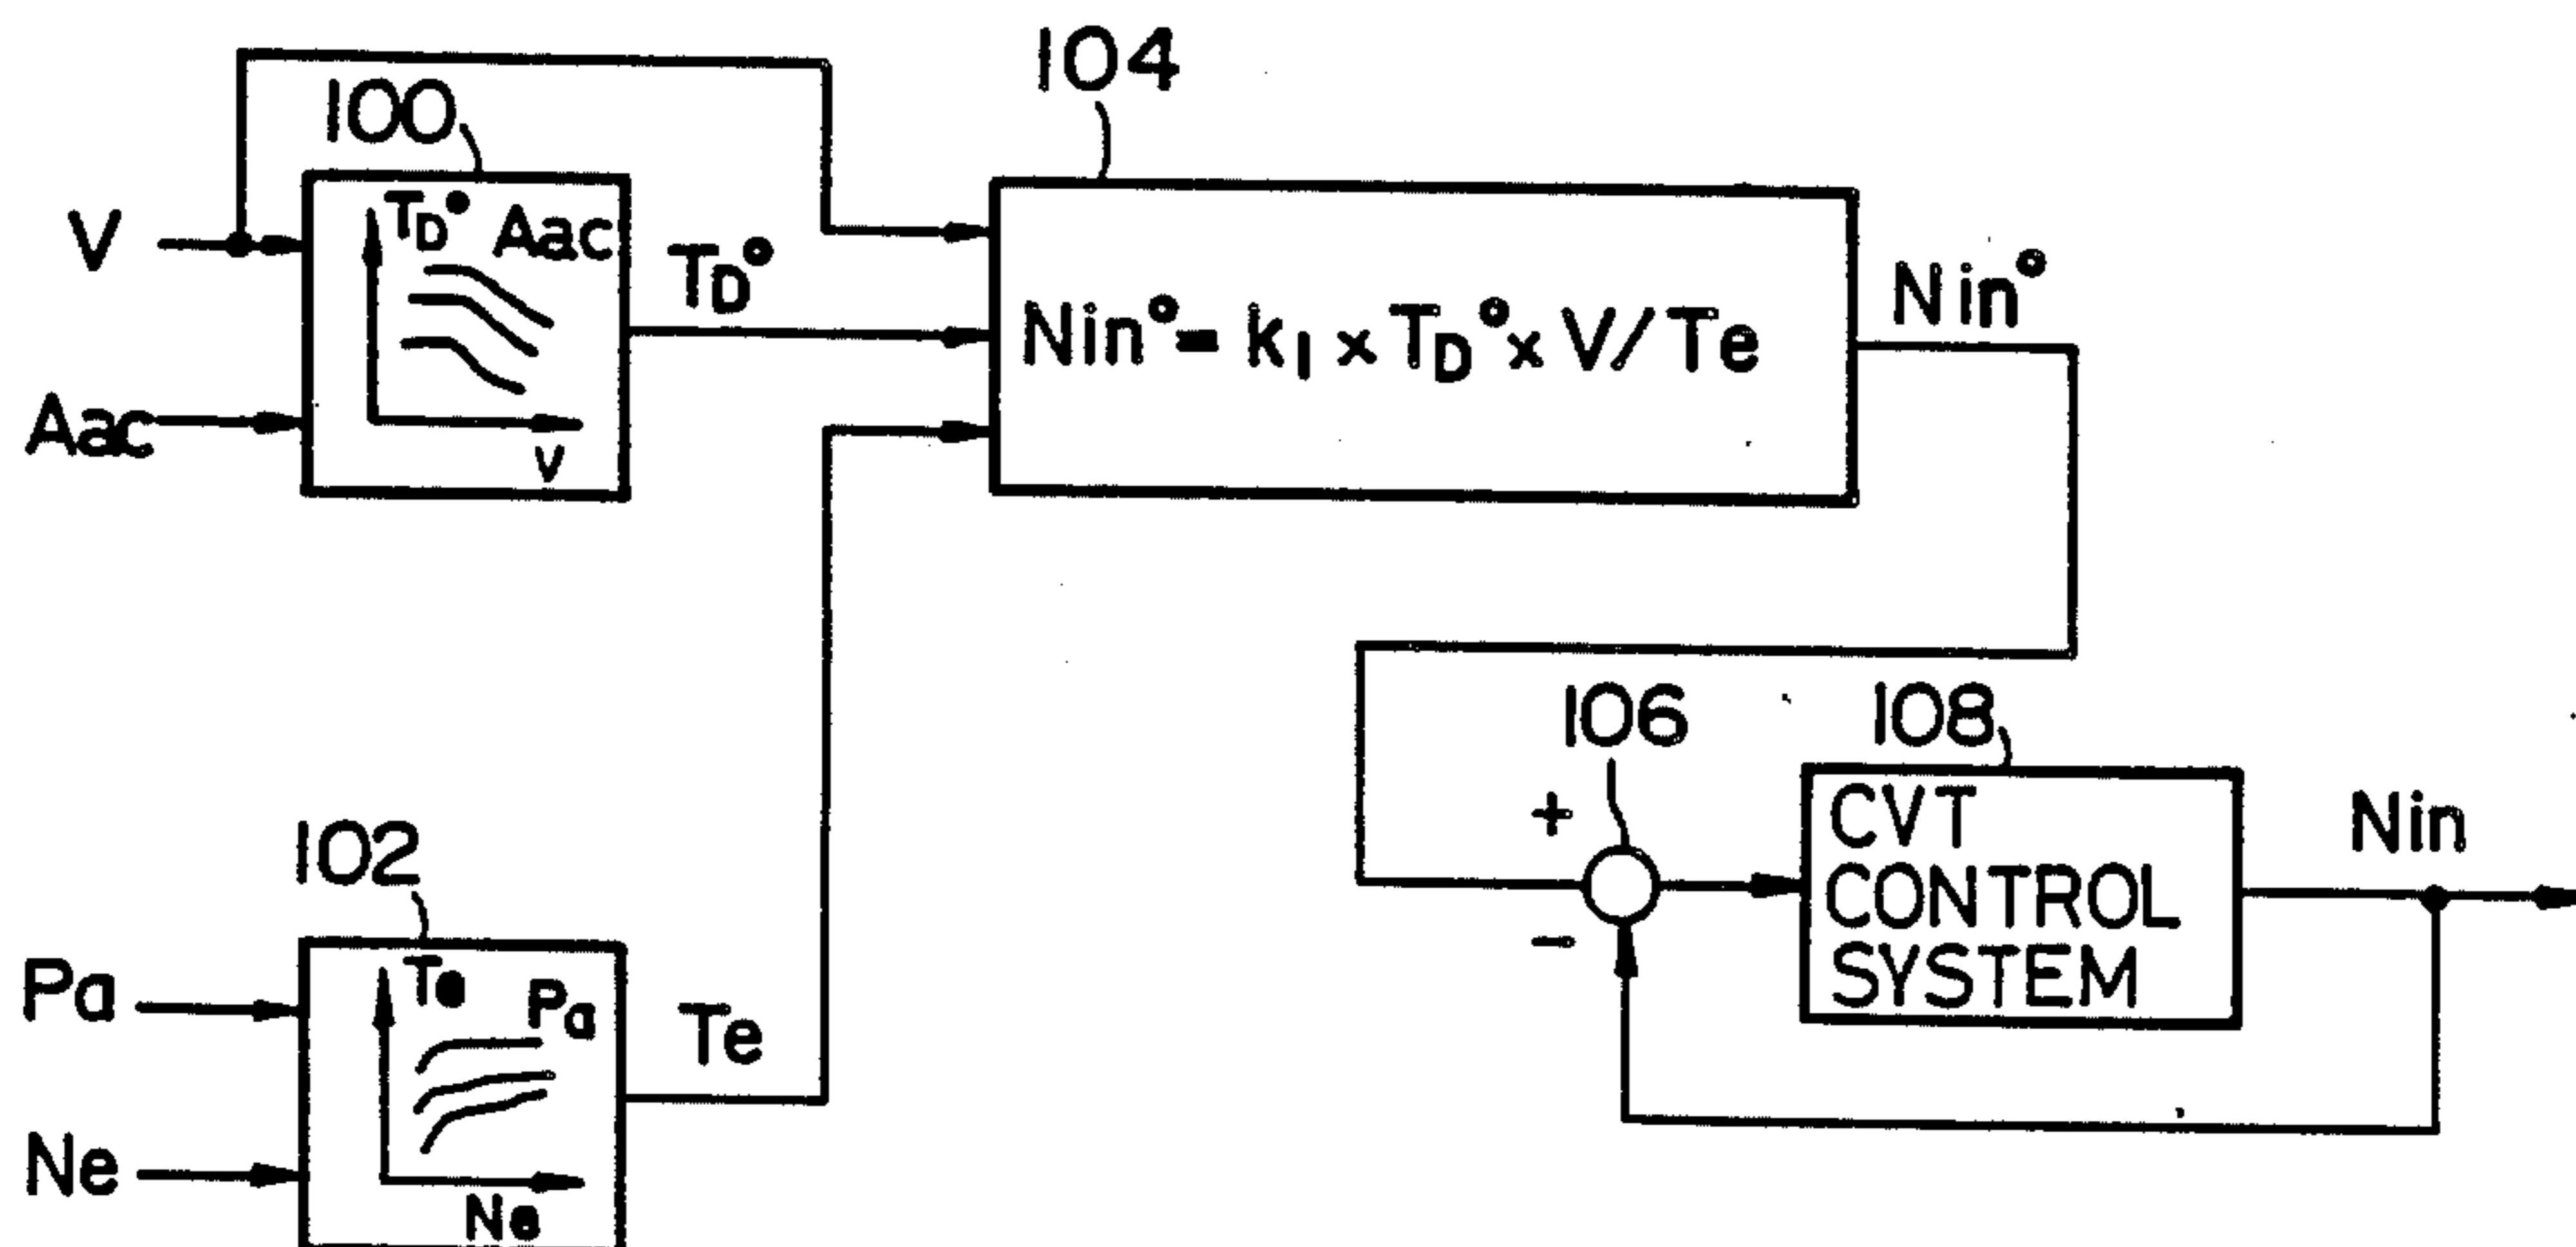 104
100
V
TD° Aac
TD°
Nin°
Nin° = k1 × TD° × V/Te
Aac
V
106
108
+
CVT
CONTROL
SYSTEM
Nin
-
102
Pa
Te
Pa
Te
Ne
Ne